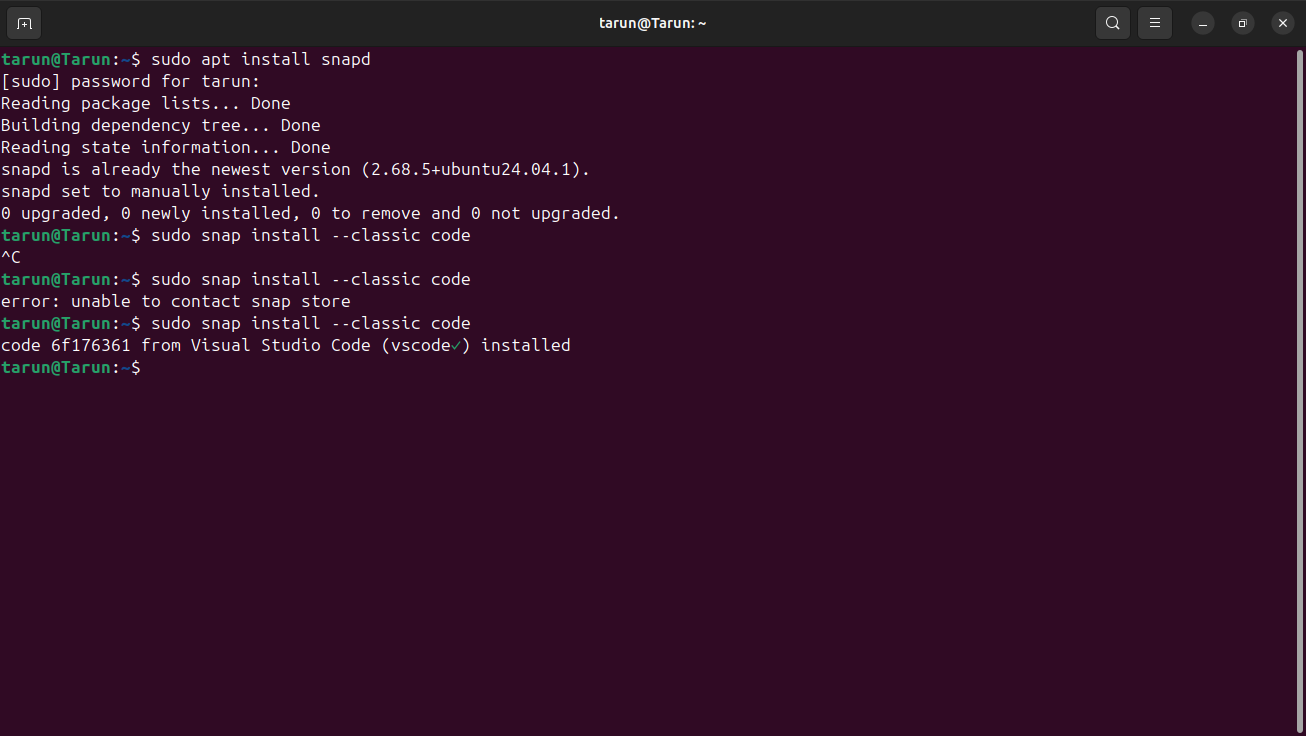 tarun@Tarun: ~
tarun@Tarun:~$ sudo apt install snapd
[sudo] password for tarun:
Reading package lists... Done
Building dependency tree... Done
Reading state information... Done
snapd is already the newest version (2.68.5+ubuntu24.04.1).
snapd set to manually installed.
0 upgraded, 0 newly installed, 0 to remove and 0 not upgraded.
tarun@Tarun:~$ sudo snap install --classic code
^C
tarun@Tarun:~$ sudo snap install --classic code
error: unable to contact snap store
tarun@Tarun:~$ sudo snap install --classic code
code 6f176361 from Visual Studio Code (vscode✓) installed
tarun@Tarun:~$